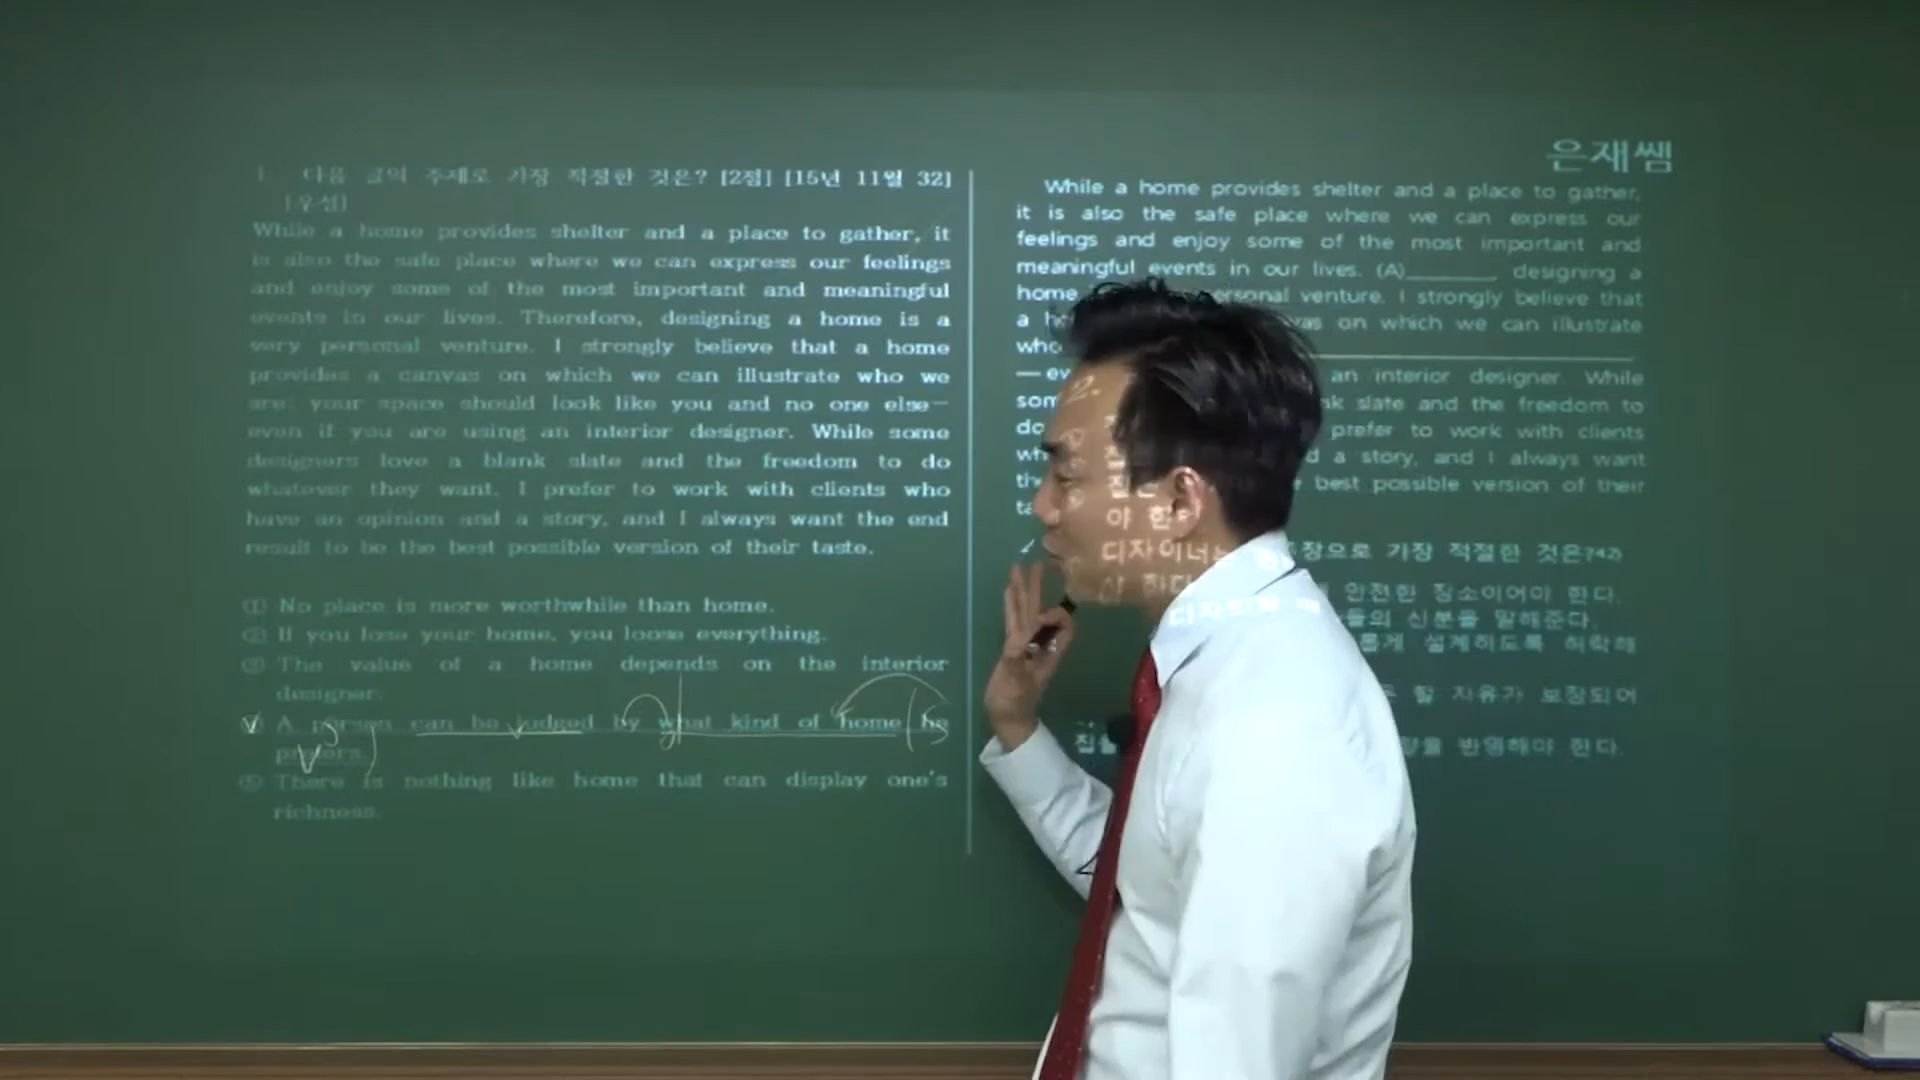 은재쌤
1. 다음 글의 주제로 가장 적절한 것은? [2점] [15년 11월 32]
[우성]
While a home provides shelter and a place to gather, it
is also the safe place where we can express our feelings
and enjoy some of the most important and meaningful
events in our lives. Therefore, designing a home is a
very personal venture. I strongly believe that a home
provides a canvas on which we can illustrate who we
are: your space should look like you and no one else—
even if you are using an interior designer. While some
designers love a blank slate and the freedom to do
whatever they want, I prefer to work with clients who
have an opinion and a story, and I always want the end
result to be the best possible version of their taste.
① No place is more worthwhile than home.
② If you lose your home, you loose everything.
③ The value of a home depends on the interior
designer.
④ A person can be judged by what kind of home he
prefers.
⑤ There is nothing like home that can display one's
richness.
While a home provides shelter and a place to gather,
it is also the safe place where we can express our
feelings and enjoy some of the most important and
meaningful events in our lives. (A)________ designing a
home personal venture. I strongly believe that
a on which we can illustrate
who
— an interior designer. While
slate and the freedom to
do prefer to work with clients
a story, and I always want
best possible version of their
가장 적절한 것은?
안전한 장소이어야 한다.
야 한다
디자이너는
신분을 말해준다.
설계하도록 허락해
할 자유가 보장되어
집을 반영해야 한다.